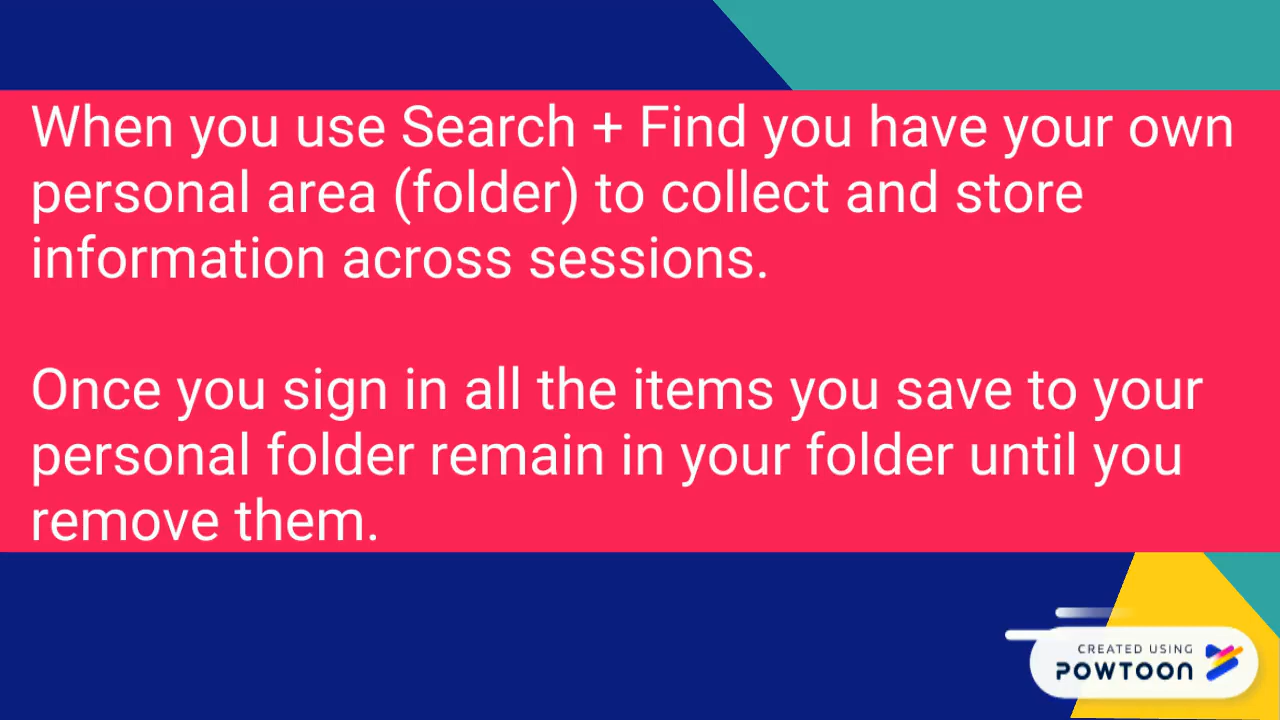 When you use Search + Find you have your own
personal area (folder) to collect and store
information across sessions.
Once you sign in all the items you save to your
personal folder remain in your folder until you
remove them.
CREATED USING
POWTOON